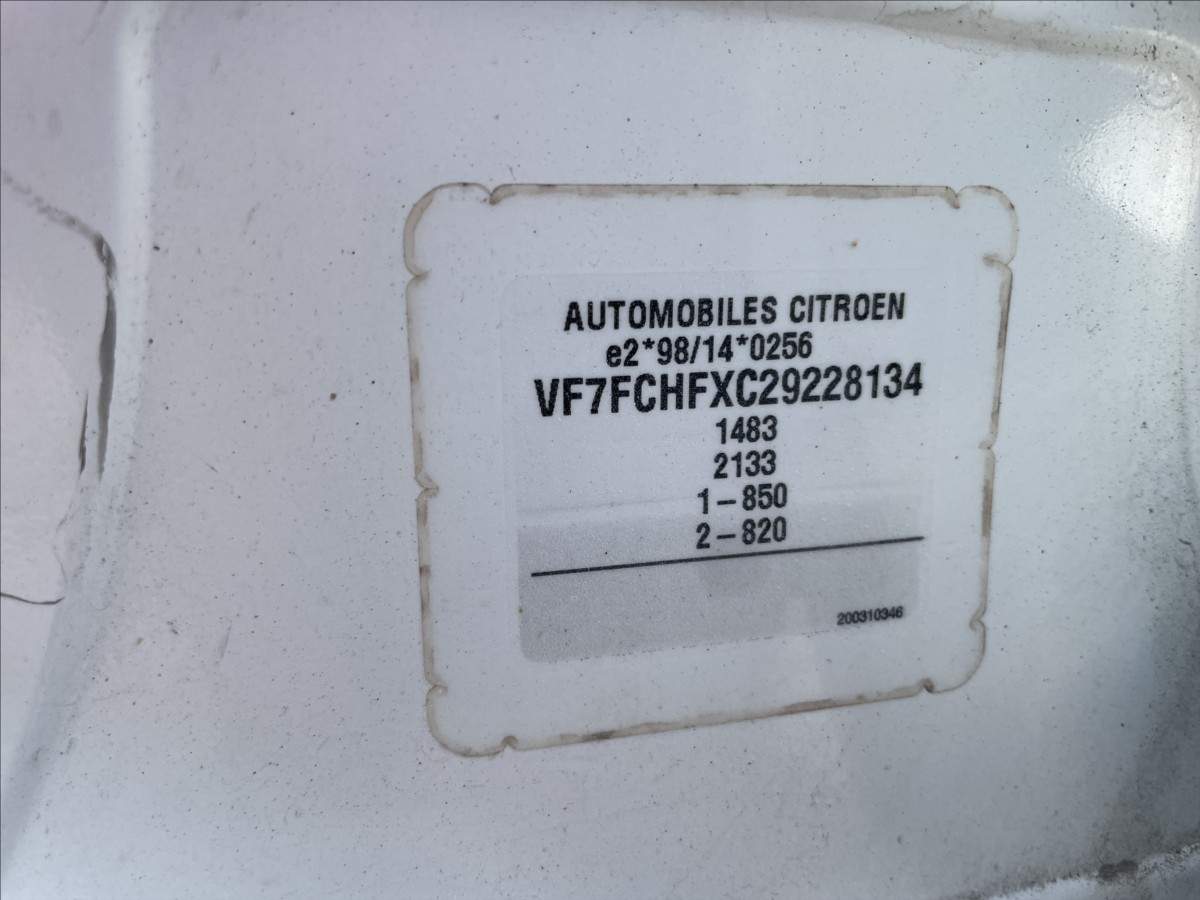 AUTOMOBILES CITROEN
e2*98/14*0256
VF7FCHFXC29228134
1483
2133
1-850
2-820
200310346